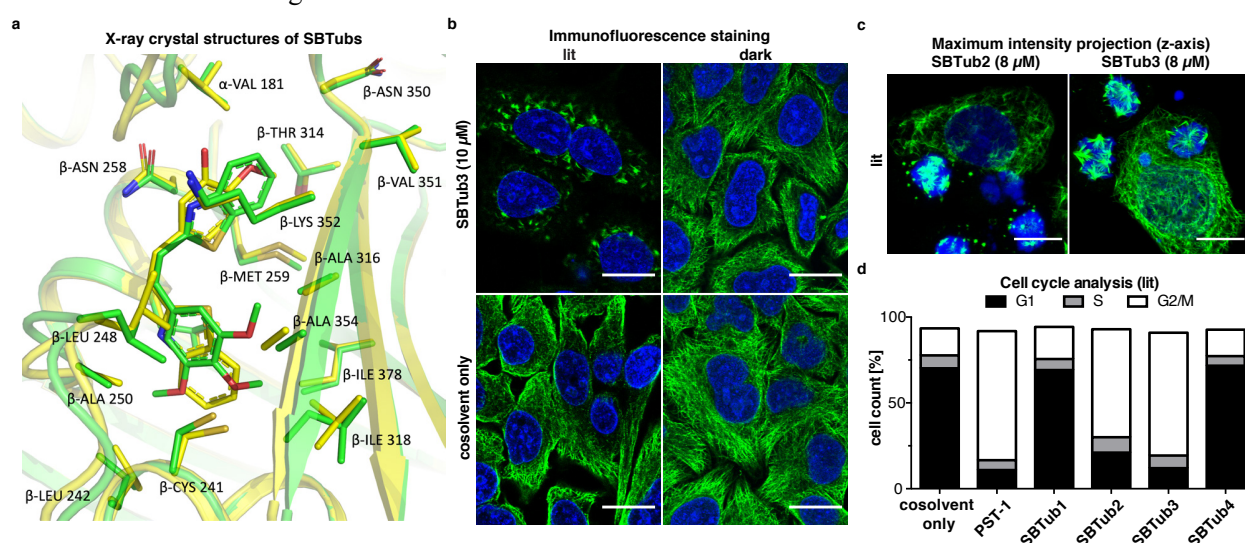 a
X-ray crystal structures of SBTubs
α-VAL 181
β-ASN 350
β-THR 314
β-ASN 258
β-VAL 351
β-LYS 352
β-MET 259
β-ALA 316
β-LEU 248
β-ALA 354
β-ILE 378
β-ALA 250
β-ILE 318
β-LEU 242
β-CYS 241
b
Immunofluorescence staining
lit
dark
SBTub3 (10 µM)
cosolvent only
c
Maximum intensity projection (z-axis)
SBTub2 (8 µM)
SBTub3 (8 µM)
lit
d
Cell cycle analysis (lit)
G1
S
G2/M
cell count [%]
100
50
0
cosolvent
only
PST-1
SBTub1
SBTub2
SBTub3
SBTub4